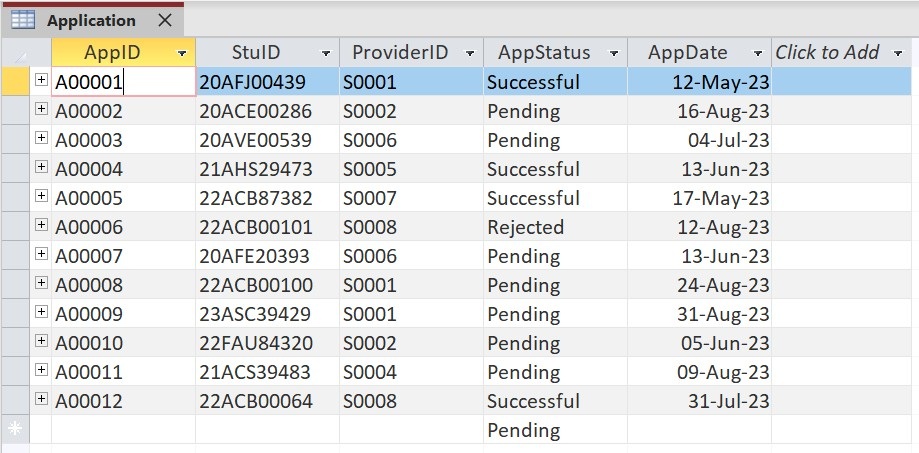 Application
AppID StuID ProviderID AppStatus AppDate Click to Add
A00001 20AFJ00439 S0001 Successful 12-May-23
A00002 20ACE00286 S0002 Pending 16-Aug-23
A00003 20AVE00539 S0006 Pending 04-Jul-23
A00004 21AHS29473 S0005 Successful 13-Jun-23
A00005 22ACB87382 S0007 Successful 17-May-23
A00006 22ACB00101 S0008 Rejected 12-Aug-23
A00007 20AFE20393 S0006 Pending 13-Jun-23
A00008 22ACB00100 S0001 Pending 24-Aug-23
A00009 23ASC39429 S0001 Pending 31-Aug-23
A00010 22FAU84320 S0002 Pending 05-Jun-23
A00011 21ACS39483 S0004 Pending 09-Aug-23
A00012 22ACB00064 S0008 Successful 31-Jul-23
Pending